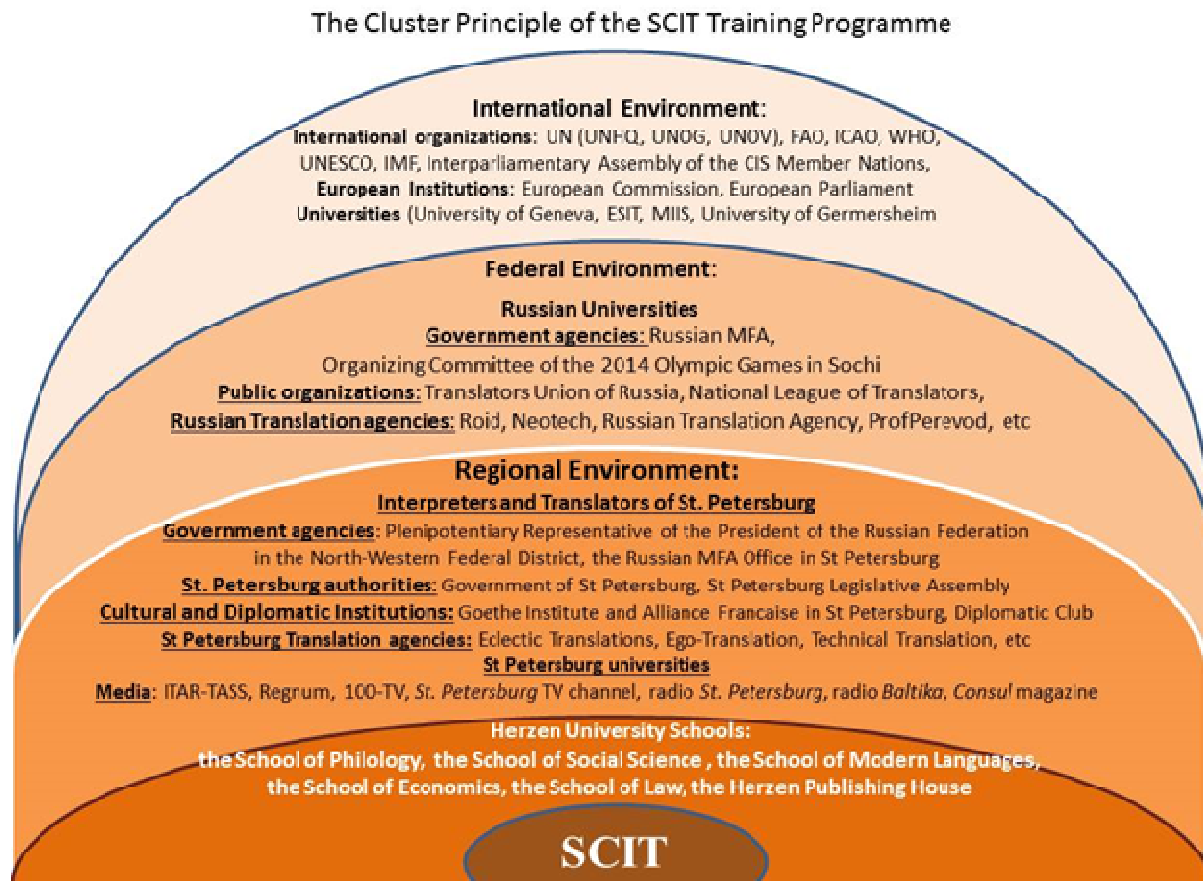 The Cluster Principle of the SCIT Training Programme
International Environment:
International organizations: UN (UNHQ, UNOG, UNOV), FAO, ICAO, WHO,
UNESCO, IMF, Interparliamentary Assembly of the CIS Member Nations,
European Institutions: European Commission, European Parliament
Universities (University of Geneva, ESIT, MIIS, University of Germersheim
Federal Environment:
Russian Universities
Government agencies: Russian MFA,
Organizing Committee of the 2014 Olympic Games in Sochi
Public organizations: Translators Union of Russia, National League of Translators,
Russian Translation agencies: Roid, Neotech, Russian Translation Agency, ProfPerevod, etc
Regional Environment:
Interpreters and Translators of St. Petersburg
Government agencies: Plenipotentiary Representative of the President of the Russian Federation
in the North-Western Federal District, the Russian MFA Office in St Petersburg
St. Petersburg authorities: Government of St Petersburg, St Petersburg Legislative Assembly
Cultural and Diplomatic Institutions: Goethe Institute and Alliance Francaise in St Petersburg, Diplomatic Club
St Petersburg Translation agencies: Eclectic Translations, Ego-Translation, Technical Translation, etc
St Petersburg universities
Media: ITAR-TASS, Regnum, 100-TV, St. Petersburg TV channel, radio St. Petersburg, radio Baltika, Consul magazine
Herzen University Schools:
the School of Philology, the School of Social Science , the School of Modern Languages,
the School of Economics, the School of Law, the Herzen Publishing House
SCIT